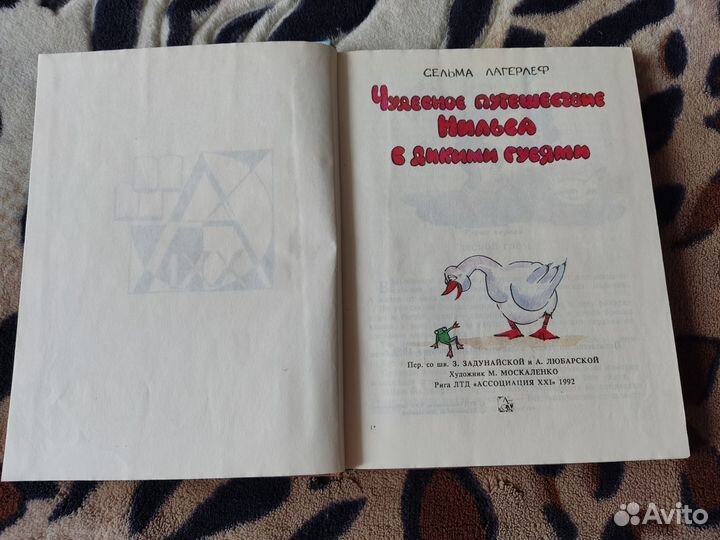 СЕЛЬМА ЛАГЕРЛЕФ
ЧУДЕСНОЕ ПУТЕШЕСТВИЕ
НИЛЬСА
С ДИКИМИ ГУСЯМИ
Пер. со шв. З. ЗАДУНАЙСКОЙ и А. ЛЮБАРСКОЙ
Художник М. МОСКАЛЕНКО
Рига ЛТД «АССОЦИАЦИЯ XXI» 1992
Avito